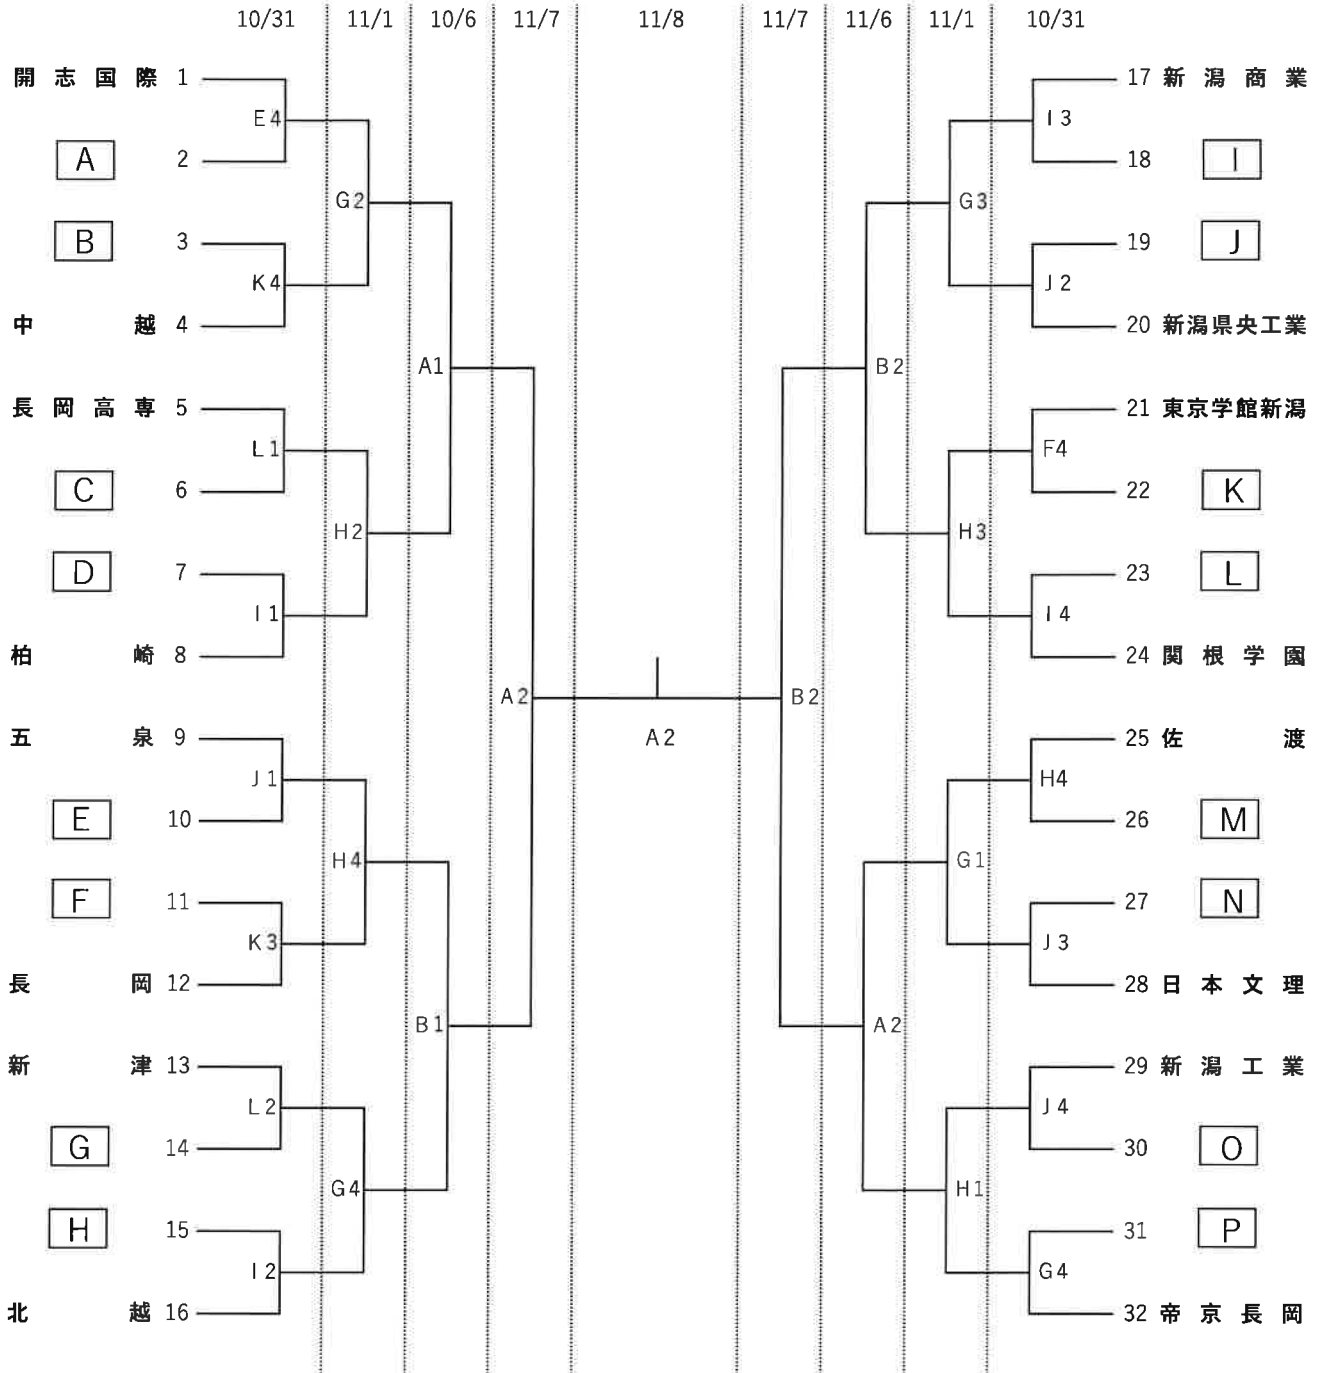 10/31 11/1 10/6 11/7 11/8 11/7 11/6 11/1 10/31
開志国際 1 17 新潟商業
E4 I3
A 2 18 I
G2 G3
B 3 19 J
K4 J2
中越 4 20 新潟県央工業
A1 B2
長岡高専 5 21 東京学館新潟
L1 F4
C 6 22 K
H2 H3
D 7 23 L
I1 I4
柏崎 8 24 関根学園
A2 B2
五泉 9 A2 25 佐渡
J1 H4
E 10 26 M
H4 G1
F 11 27 N
K3 J3
長岡 12 28 日本文理
B1 A2
新津 13 29 新潟工業
L2 J4
G 14 30 O
G4 H1
H 15 31 P
I2 G4
北越 16 32 帝京長岡